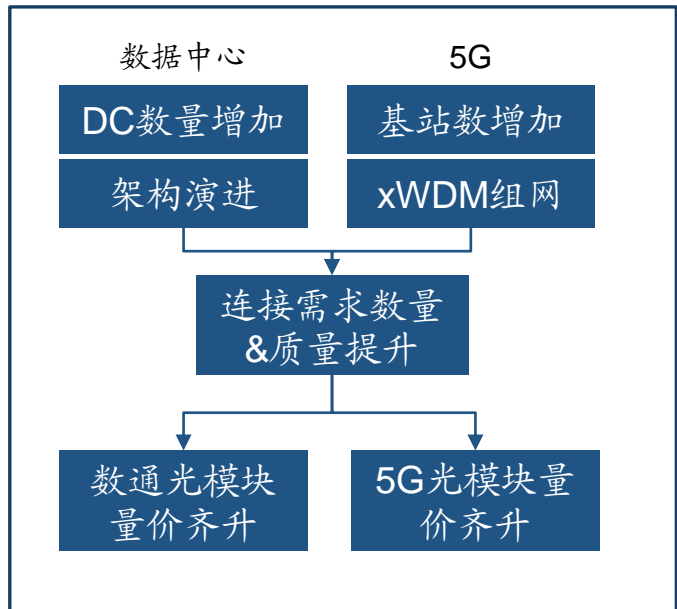 数据中心
5G
DC数量增加
基站数增加
架构演进
xWDM组网
连接需求数量
&质量提升
数通光模块
量价齐升
5G光模块量
价齐升